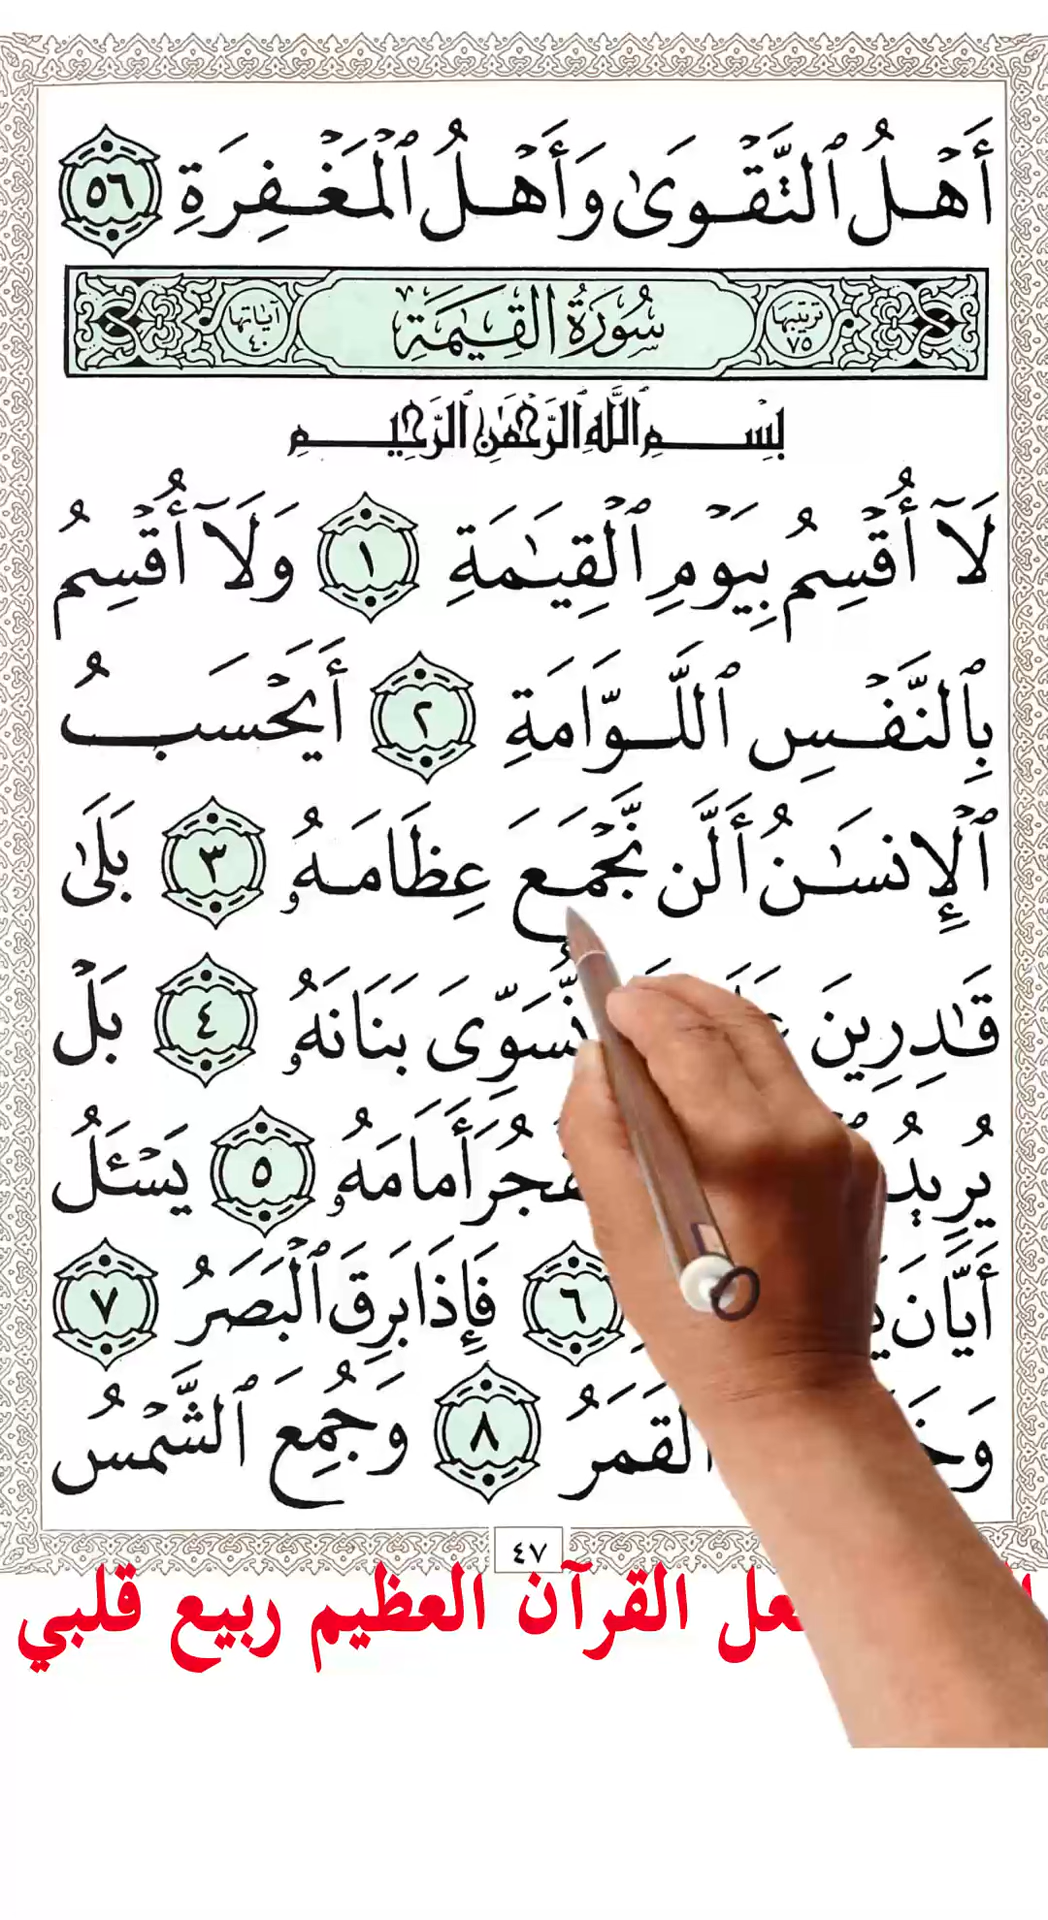 أَهْلُ ٱلتَّقْوَىٰ وَأَهْلُ ٱلْمَغْفِرَةِ ٥٦
ترتيبها ٧٥ سُورَةُ القِيَٰمَةِ آياتها ٤٠
بِسْمِ ٱللَّهِ ٱلرَّحْمَٰنِ ٱلرَّحِيمِ
لَآ أُقْسِمُ بِيَوْمِ ٱلْقِيَٰمَةِ ١ وَلَآ أُقْسِمُ
بِٱلنَّفْسِ ٱللَّوَّامَةِ ٢ أَيَحْسَبُ
ٱلْإِنسَٰنُ أَلَّن نَّجْمَعَ عِظَامَهُۥ ٣ بَلَىٰ
قَٰدِرِينَ نُّسَوِّىَ بَنَانَهُۥ ٤ بَلْ
يُرِيدُ أَمَامَهُۥ ٥ يَسْـَٔلُ
أَيَّانَ ٦ فَإِذَا بَرِقَ ٱلْبَصَرُ ٧
ٱلْقَمَرُ ٨ وَجُمِعَ ٱلشَّمْسُ
٤٧
القرآن العظيم ربيع قلبي